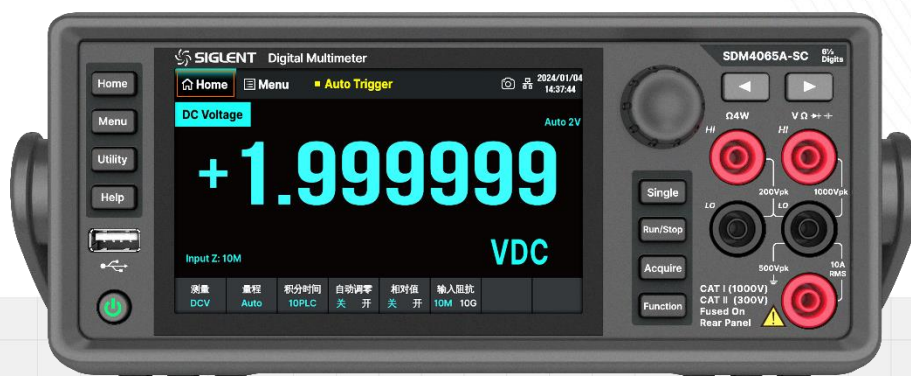 SIGLENT Digital Multimeter
SDM4065A-SC 6½ Digits
Home
Menu
Utility
Help
Home Menu Auto Trigger 2024/01/04
14:37:44
DC Voltage
Auto 2V
+1.999999
VDC
Input Z: 10M
测量 量程 积分时间 自动调零 相对值 输入阻抗
DCV Auto 10PLC 关 开 关 开 10M 10G
Single
Run/Stop
Acquire
Function
Ω4W VΩ
HI HI
200Vpk 1000Vpk
LO LO
500Vpk 10A
RMS
CAT I (1000V)
CAT II (300V)
Fused On
Rear Panel